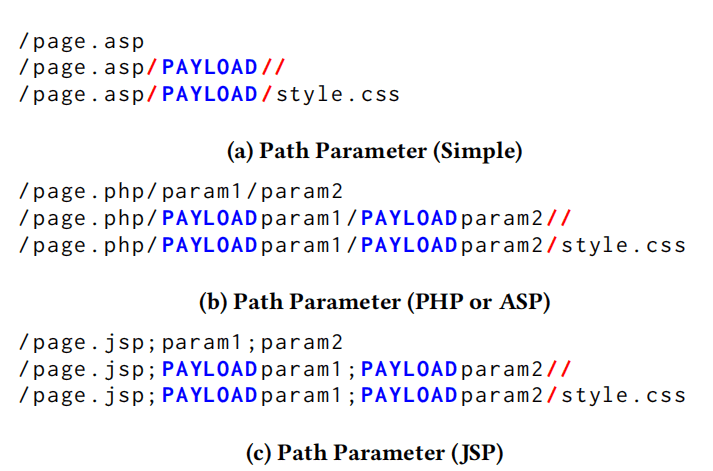 /page.asp
/page.asp/PAYLOAD//
/page.asp/PAYLOAD/style.css
(a) Path Parameter (Simple)
/page.php/param1/param2
/page.php/PAYLOADparam1/PAYLOADparam2//
/page.php/PAYLOADparam1/PAYLOADparam2/style.css
(b) Path Parameter (PHP or ASP)
/page.jsp;param1;param2
/page.jsp;PAYLOADparam1;PAYLOADparam2//
/page.jsp;PAYLOADparam1;PAYLOADparam2/style.css
(c) Path Parameter (JSP)